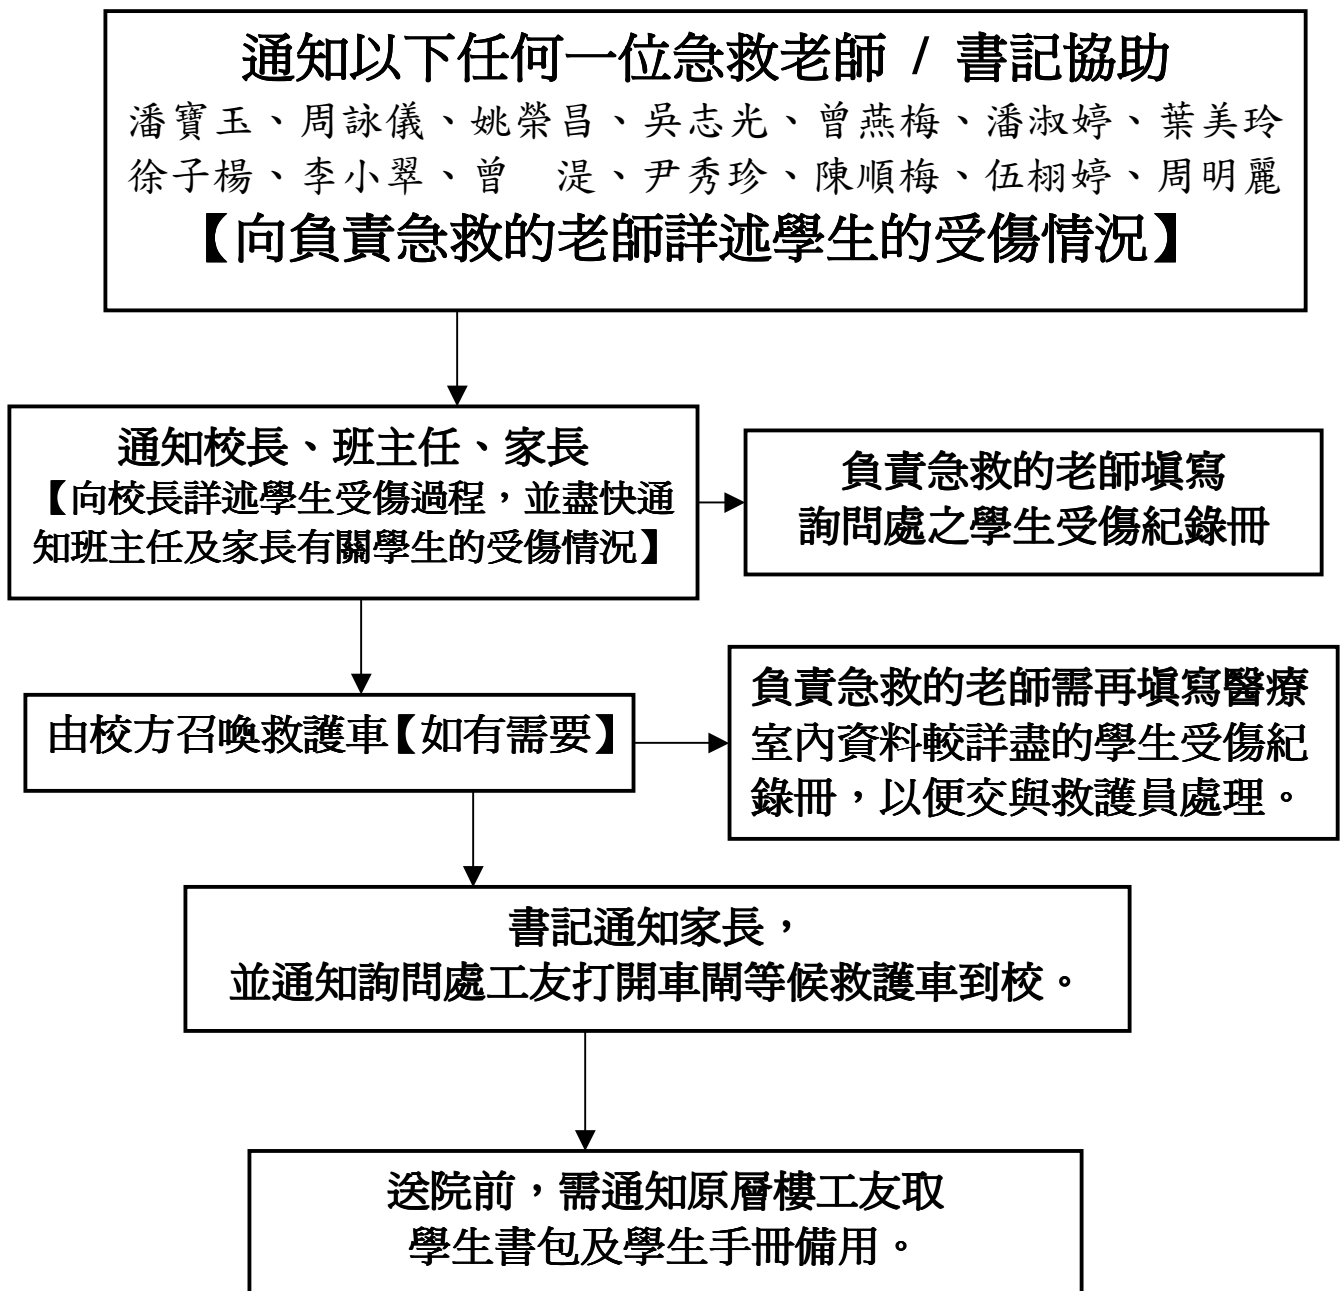 通知以下任何一位急救老師 / 書記協助
潘寶玉、周詠儀、姚榮昌、吳志光、曾燕梅、潘淑婷、葉美玲
徐子楊、李小翠、曾　湜、尹秀珍、陳順梅、伍栩婷、周明麗
【向負責急救的老師詳述學生的受傷情況】
通知校長、班主任、家長
【向校長詳述學生受傷過程，並盡快通
知班主任及家長有關學生的受傷情況】
負責急救的老師填寫
詢問處之學生受傷紀錄冊
由校方召喚救護車【如有需要】
負責急救的老師需再填寫醫療
室內資料較詳盡的學生受傷紀
錄冊，以便交與救護員處理。
書記通知家長，
並通知詢問處工友打開車閘等候救護車到校。
送院前，需通知原層樓工友取
學生書包及學生手冊備用。